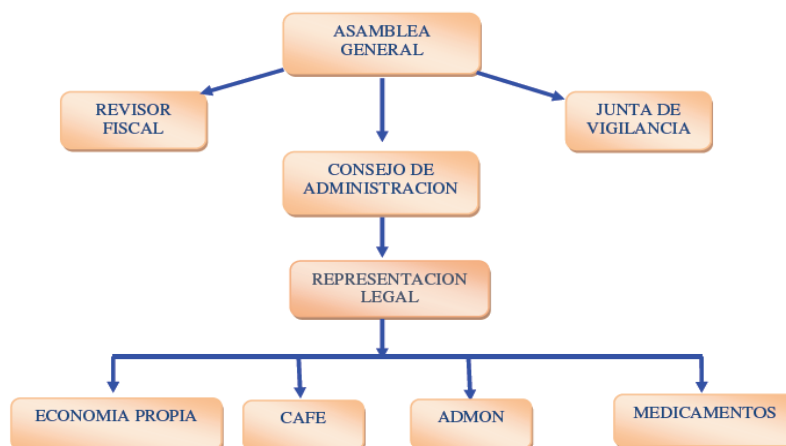 ASAMBLEA
GENERAL
REVISOR
FISCAL
JUNTA DE
VIGILANCIA
CONSEJO DE
ADMINISTRACION
REPRESENTACION
LEGAL
ECONOMIA PROPIA
CAFE
ADMON
MEDICAMENTOS